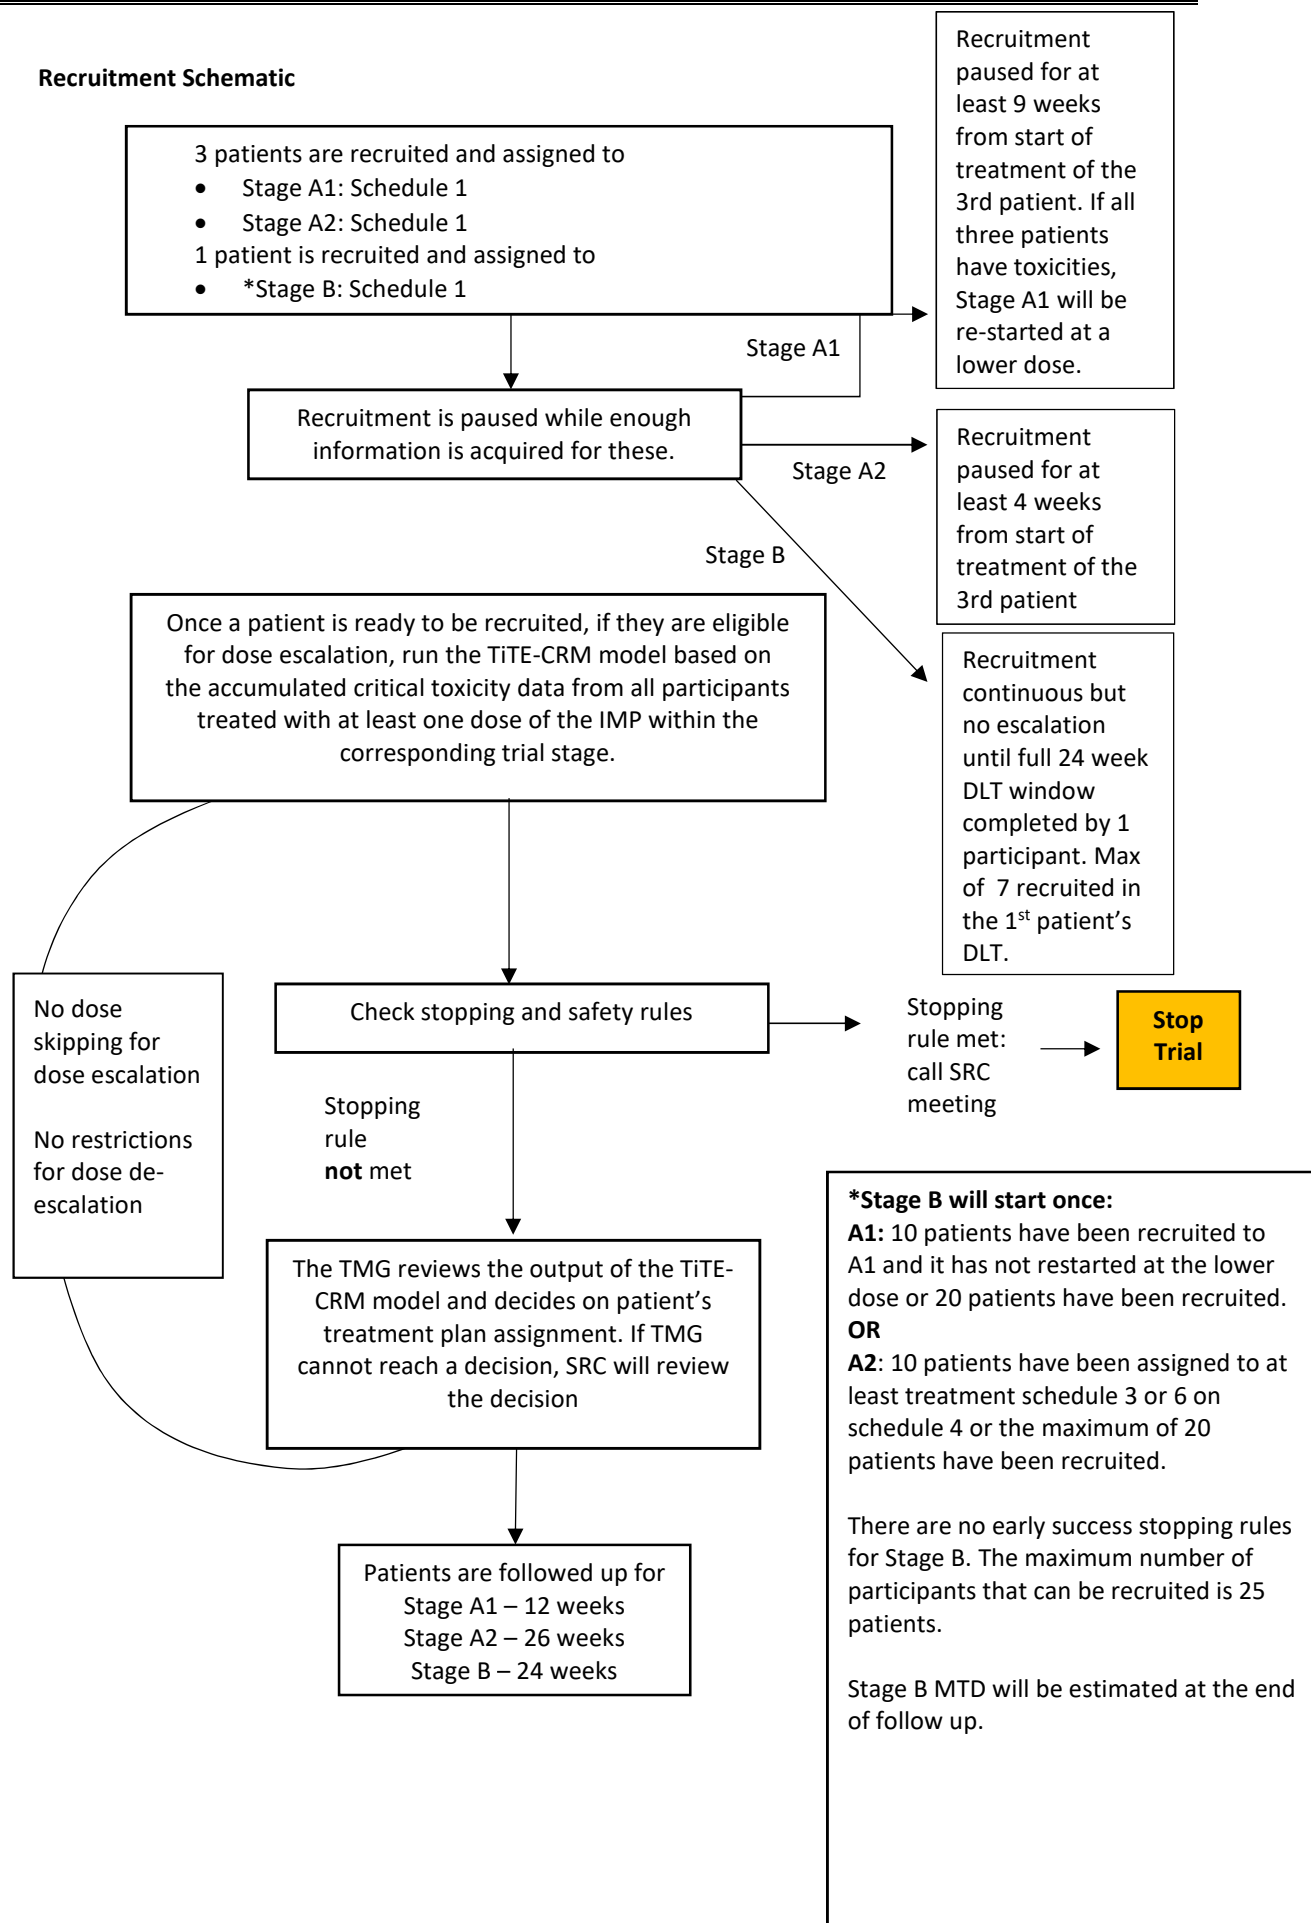 Recruitment Schematic
3 patients are recruited and assigned to
• Stage A1: Schedule 1
• Stage A2: Schedule 1
1 patient is recruited and assigned to
• *Stage B: Schedule 1
Recruitment
paused for at
least 9 weeks
from start of
treatment of the
3rd patient. If all
three patients
have toxicities,
Stage A1 will be
re-started at a
lower dose.
Stage A1
Recruitment is paused while enough
information is acquired for these.
Stage A2
Recruitment
paused for at
least 4 weeks
from start of
treatment of the
3rd patient
Stage B
Recruitment
continuous but
no escalation
until full 24 week
DLT window
completed by 1
participant. Max
of  7 recruited in
the 1st patient’s
DLT.
Once a patient is ready to be recruited, if they are eligible
for dose escalation, run the TiTE-CRM model based on
the accumulated critical toxicity data from all participants
treated with at least one dose of the IMP within the
corresponding trial stage.
No dose
skipping for
dose escalation
No restrictions
for dose de-
escalation
Check stopping and safety rules
Stopping
rule met:
call SRC
meeting
Stop
Trial
Stopping
rule
not met
The TMG reviews the output of the TiTE-
CRM model and decides on patient’s
treatment plan assignment. If TMG
cannot reach a decision, SRC will review
the decision
Patients are followed up for
Stage A1 – 12 weeks
Stage A2 – 26 weeks
Stage B – 24 weeks
*Stage B will start once:
A1: 10 patients have been recruited to
A1 and it has not restarted at the lower
dose or 20 patients have been recruited.
OR
A2: 10 patients have been assigned to at
least treatment schedule 3 or 6 on
schedule 4 or the maximum of 20
patients have been recruited.
There are no early success stopping rules
for Stage B. The maximum number of
participants that can be recruited is 25
patients.
Stage B MTD will be estimated at the end
of follow up.